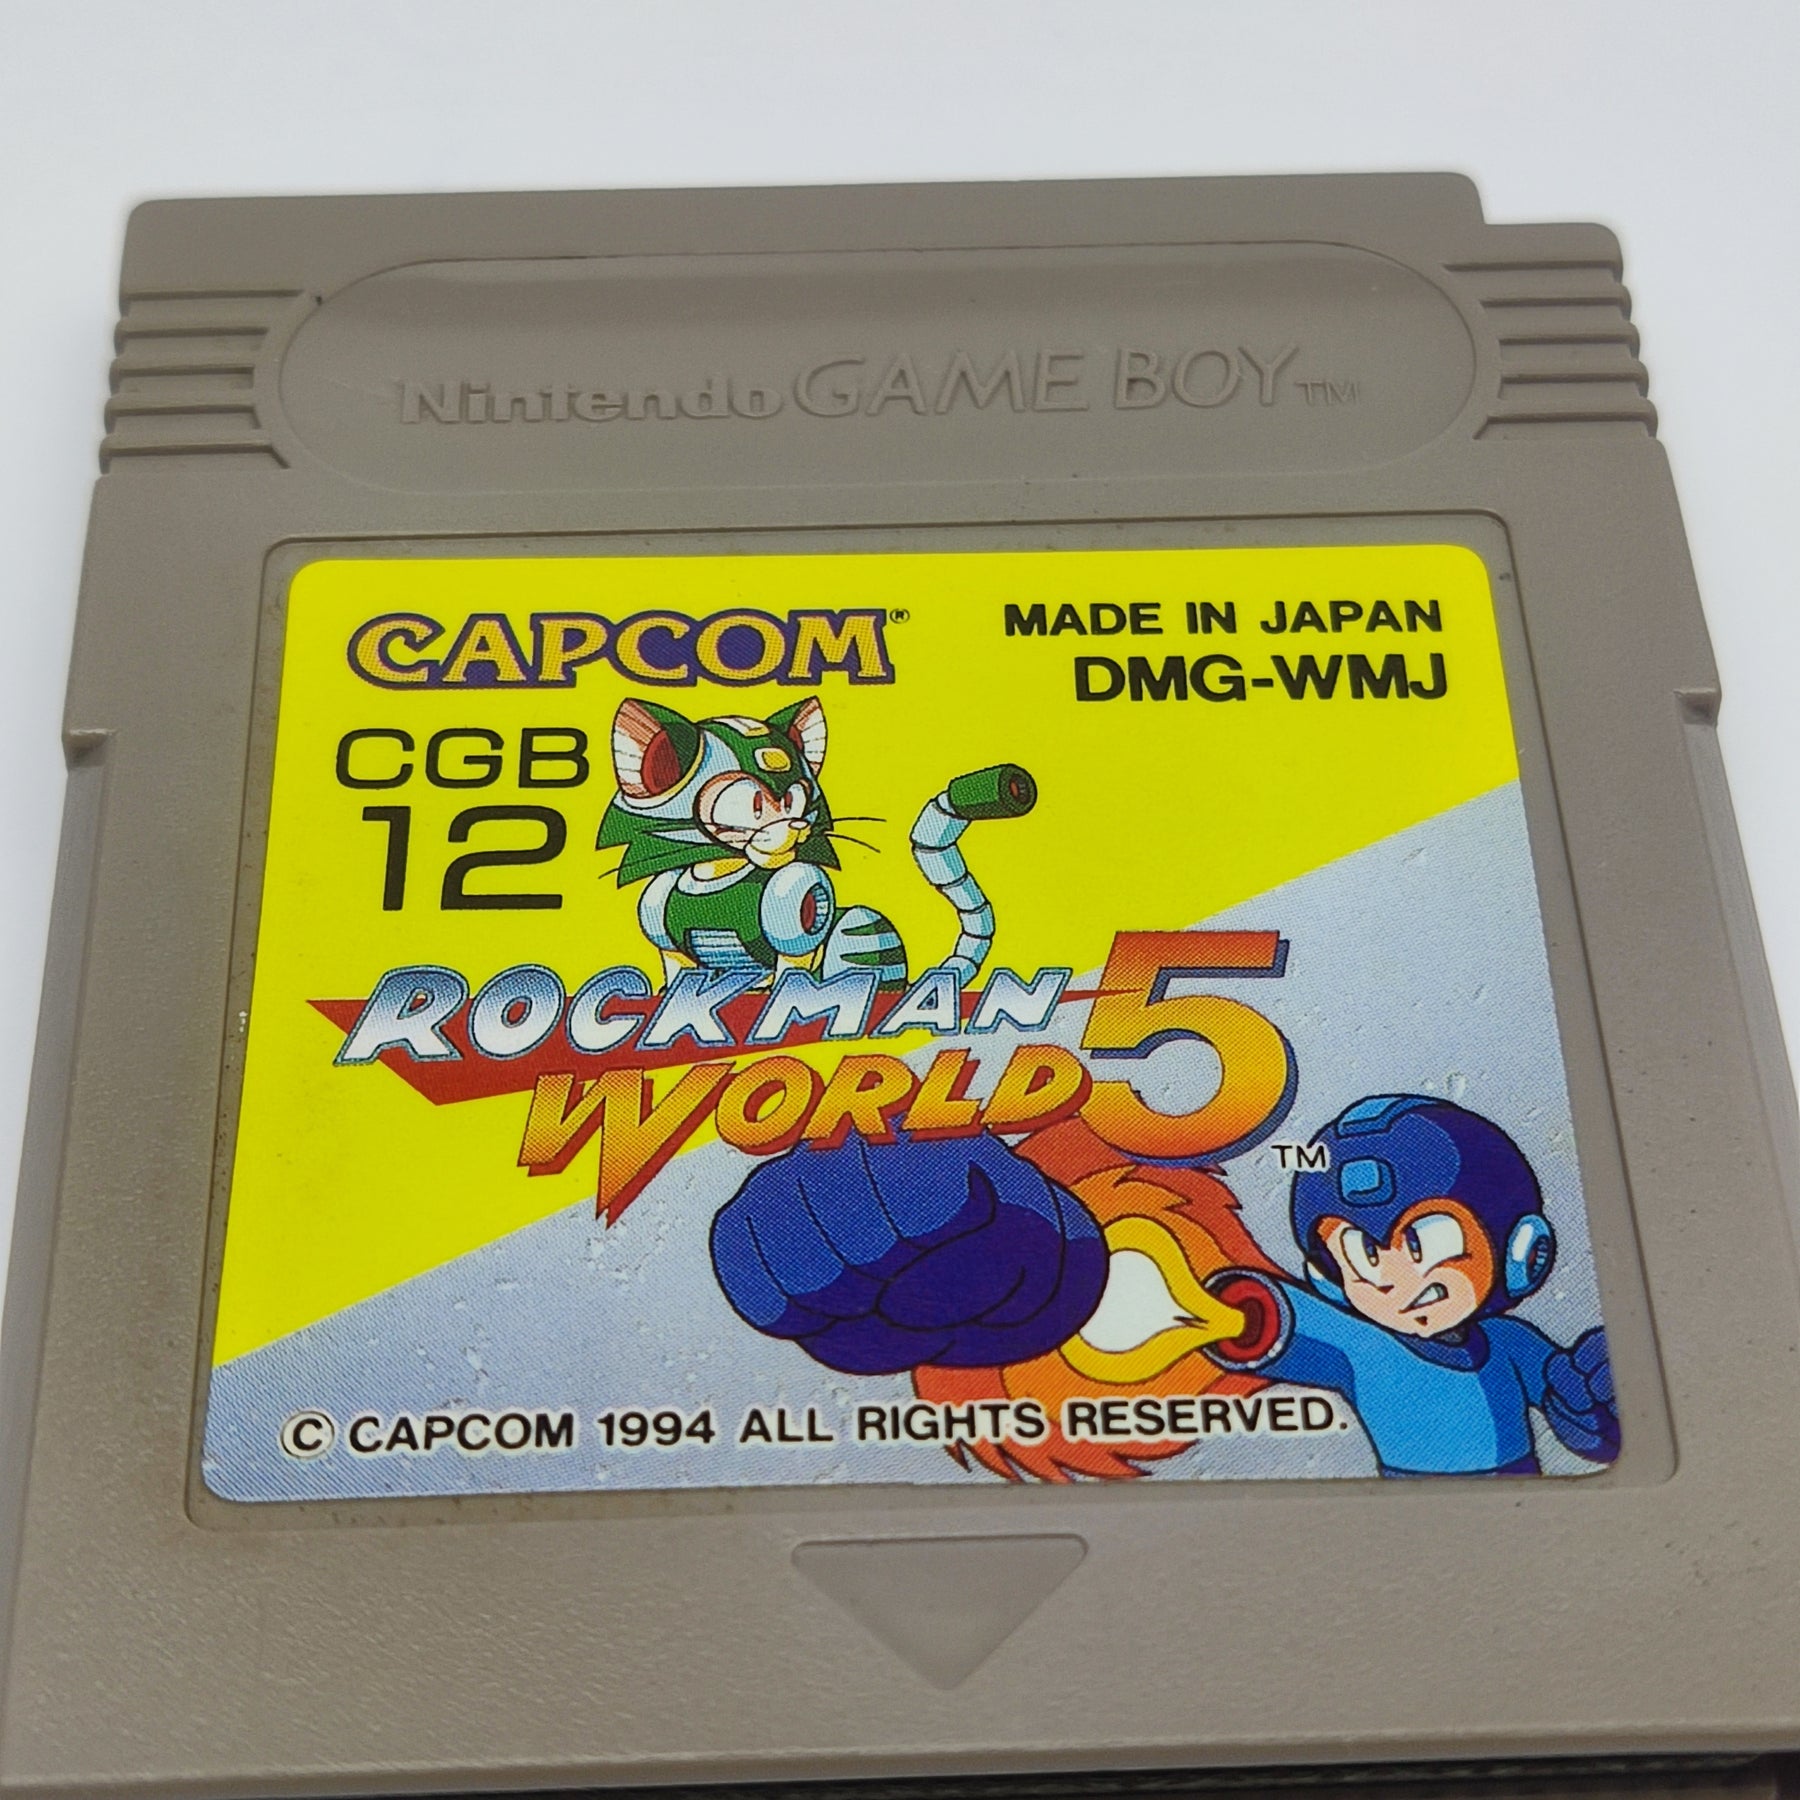 Nintendo GAME BOY™
CAPCOM®
MADE IN JAPAN
DMG-WMJ
CGB
12
ROCKMAN
WORLD 5
™
© CAPCOM 1994 ALL RIGHTS RESERVED.